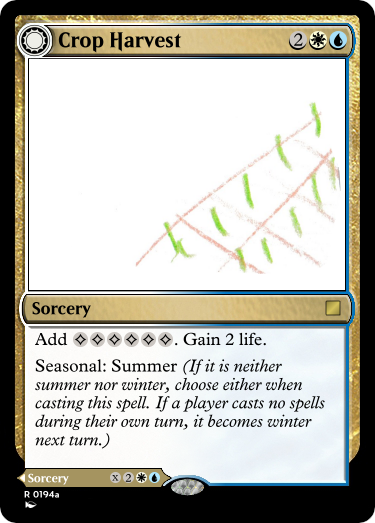 Crop Harvest 2
Sorcery
Add ◇◇◇◇◇◇. Gain 2 life.
Seasonal: Summer (If it is neither
summer nor winter, choose either when
casting this spell. If a player casts no spells
during their own turn, it becomes winter
next turn.)
Sorcery X 2
R 0194a